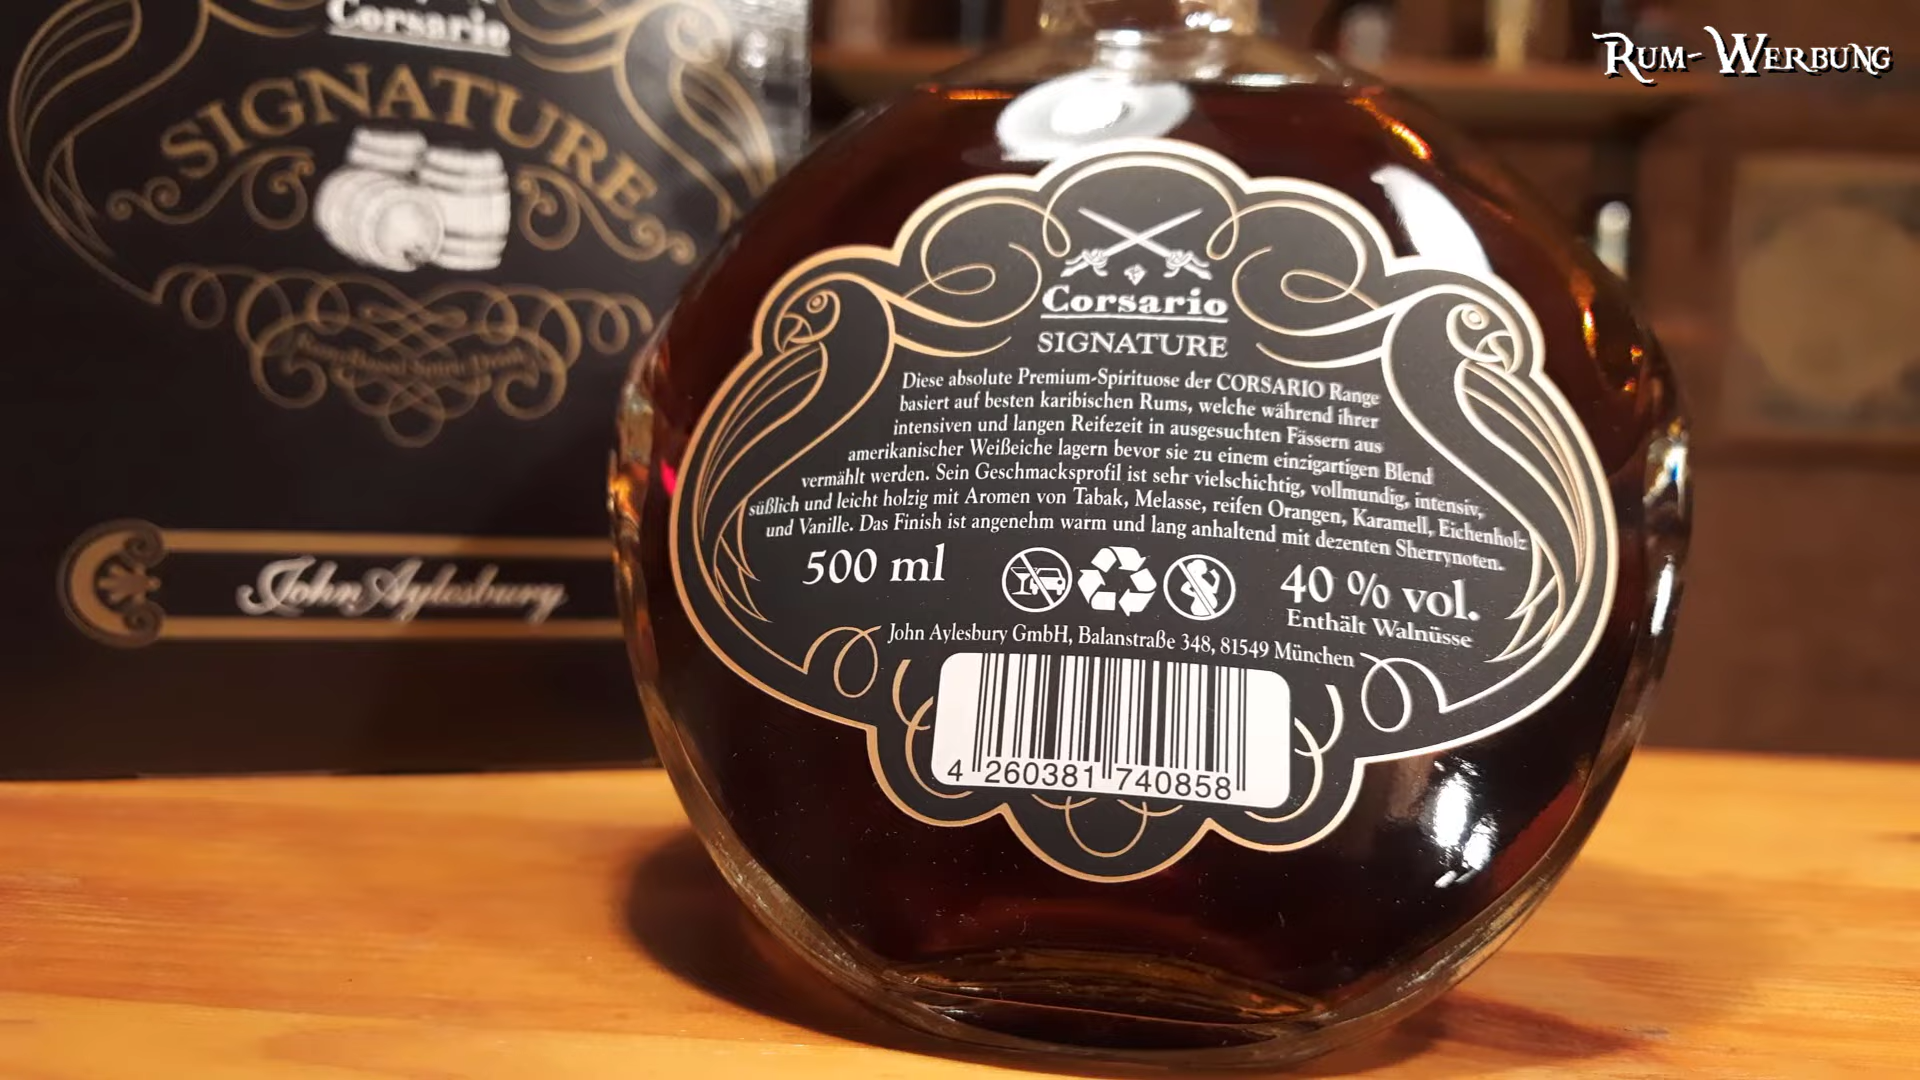 Rum-Werbung
Corsario
SIGNATURE
Rum-Based Spirit Drink
John Aylesbury
Corsario
SIGNATURE
Diese absolute Premium-Spirituose der CORSARIO Range
basiert auf besten karibischen Rums, welche während ihrer
intensiven und langen Reifezeit in ausgesuchten Fässern aus
amerikanischer Weißeiche lagern bevor sie zu einem einzigartigen Blend
vermählt werden. Sein Geschmacksprofil ist sehr vielschichtig, vollmundig, intensiv,
süßlich und leicht holzig mit Aromen von Tabak, Melasse, reifen Orangen, Karamell, Eichenholz
und Vanille. Das Finish ist angenehm warm und lang anhaltend mit dezenten Sherrynoten.
500 ml
40 % vol.
Enthält Walnüsse
John Aylesbury GmbH, Balanstraße 348, 81549 München
4 260381 740858